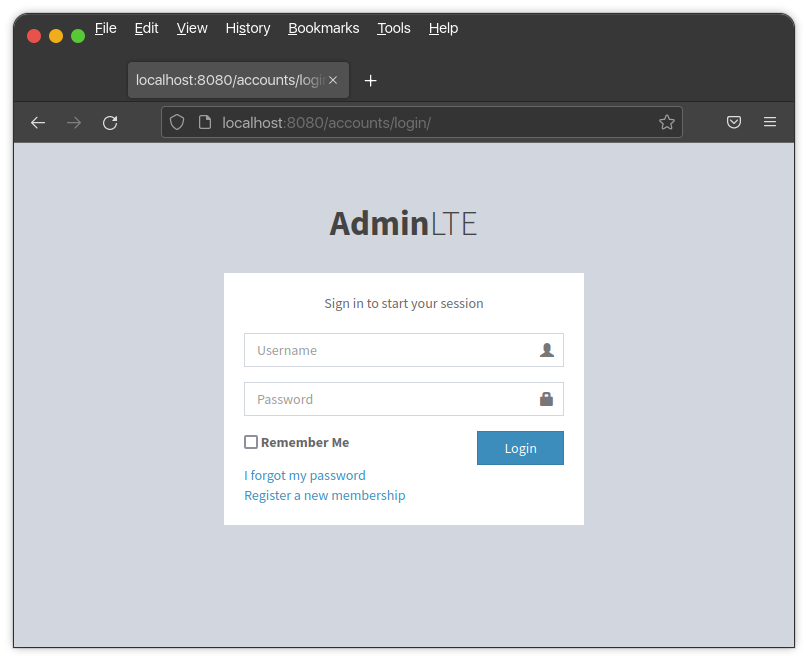 File Edit View History Bookmarks Tools Help
localhost:8080/accounts/login
localhost:8080/accounts/login/
AdminLTE
Sign in to start your session
Username
Password
Remember Me
Login
I forgot my password
Register a new membership